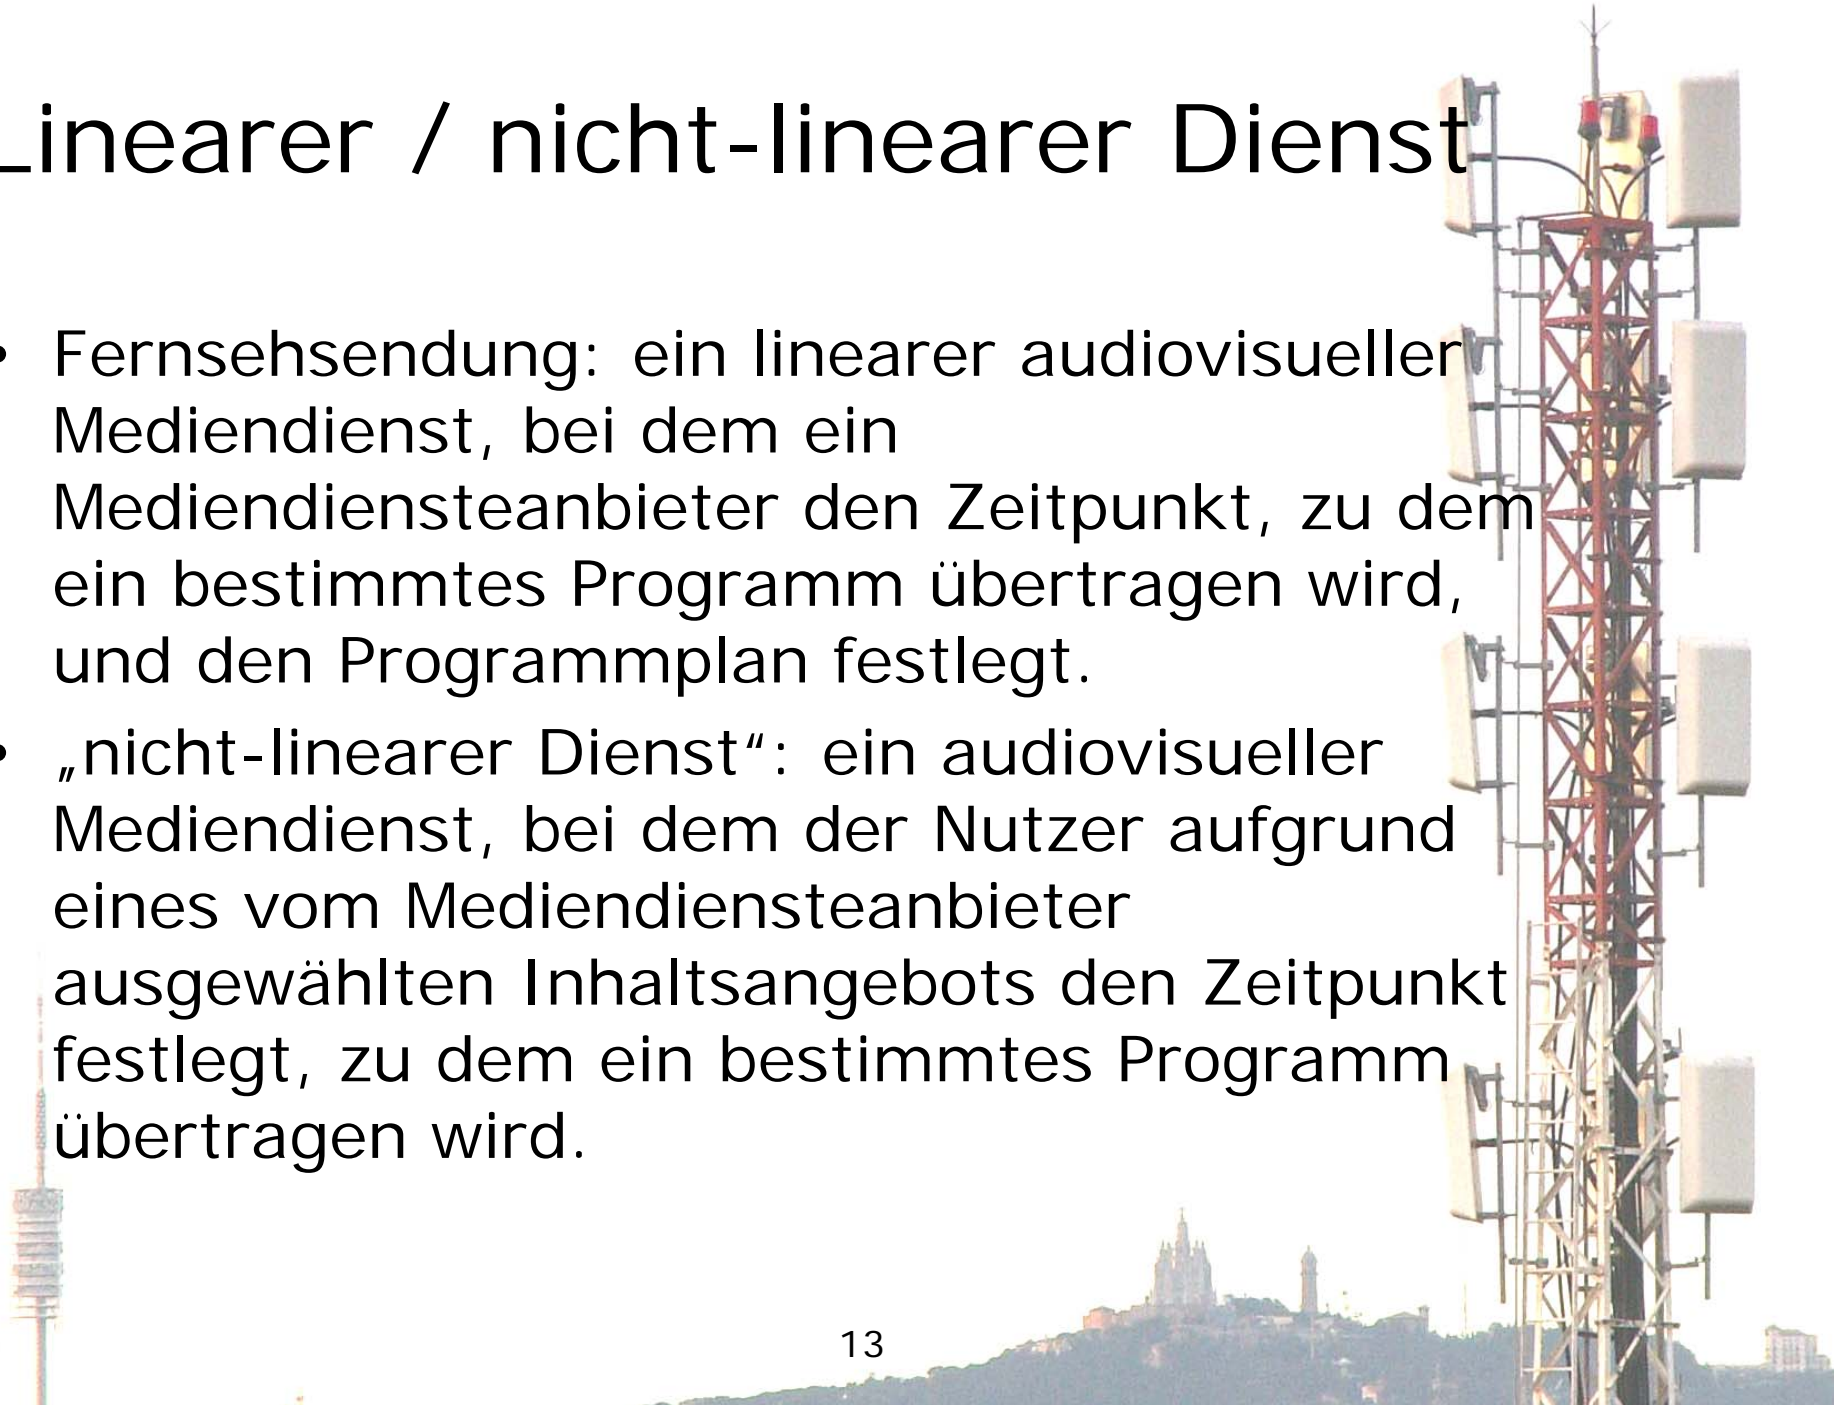 Linearer / nicht-linearer Dienst
• Fernsehsendung: ein linearer audiovisueller
Mediendienst, bei dem ein
Mediendiensteanbieter den Zeitpunkt, zu dem
ein bestimmtes Programm übertragen wird,
und den Programmplan festlegt.
• „nicht-linearer Dienst“: ein audiovisueller
Mediendienst, bei dem der Nutzer aufgrund
eines vom Mediendiensteanbieter
ausgewählten Inhaltsangebots den Zeitpunkt
festlegt, zu dem ein bestimmtes Programm
übertragen wird.
13